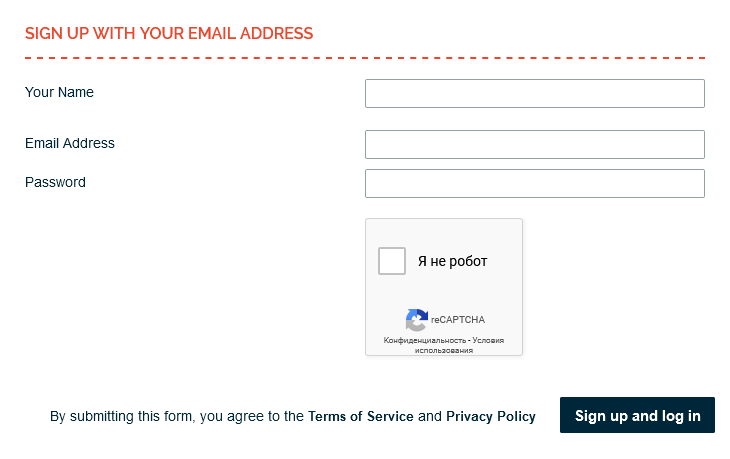 SIGN UP WITH YOUR EMAIL ADDRESS
Your Name
Email Address
Password
Я не робот
reCAPTCHA
Конфиденциальность - Условия
использования
By submitting this form, you agree to the Terms of Service and Privacy Policy
Sign up and log in